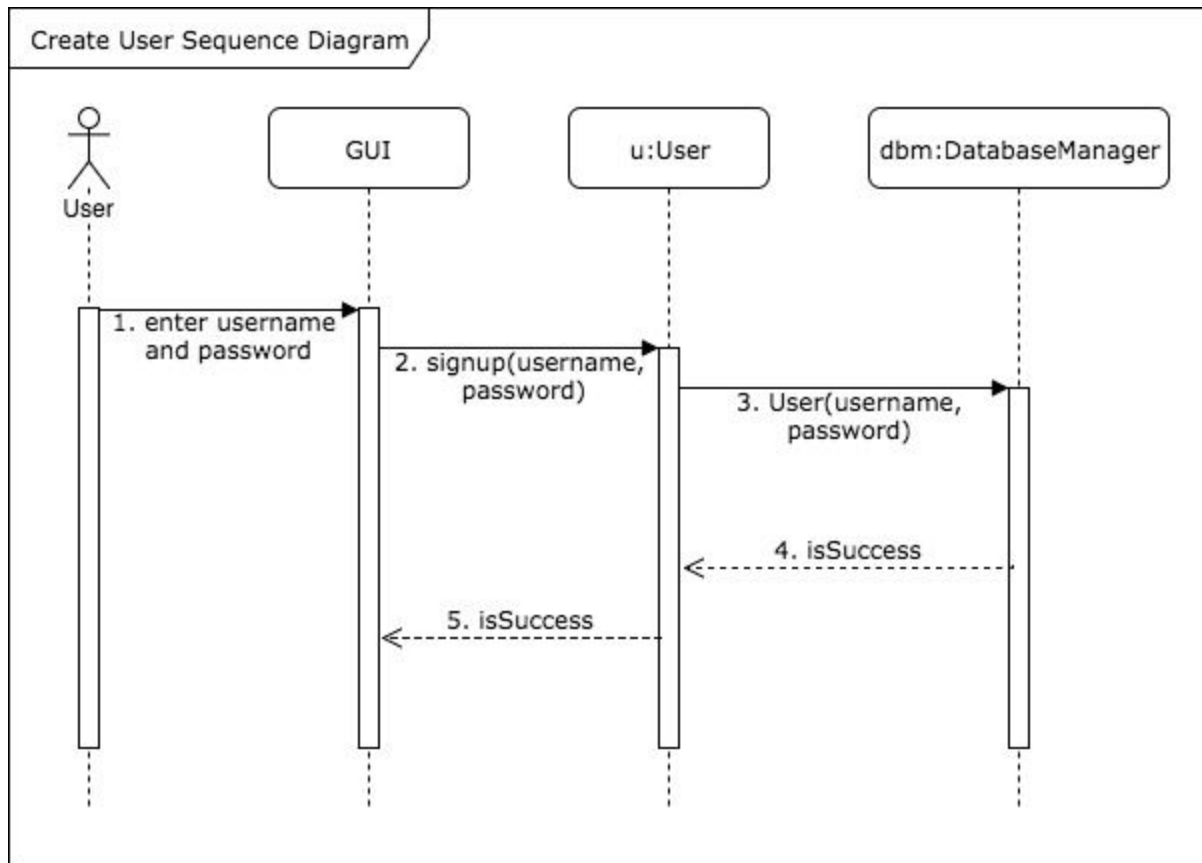 Create User Sequence Diagram
User
GUI
u:User
dbm:DatabaseManager
1. enter username
and password
2. signup(username,
password)
3. User(username,
password)
4. isSuccess
5. isSuccess